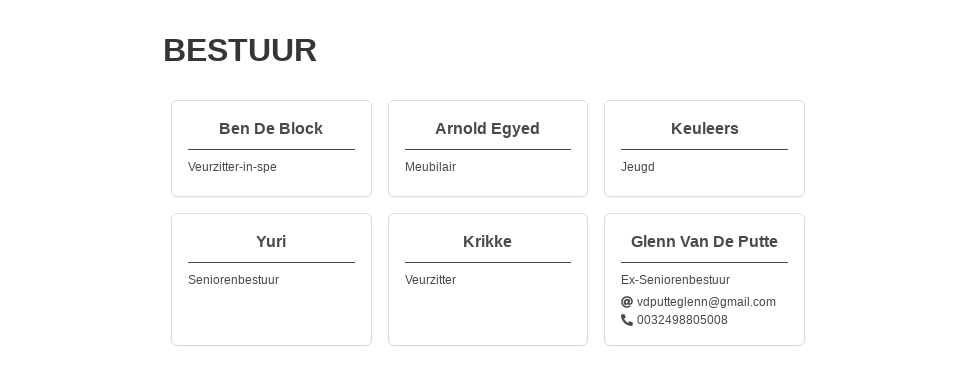 BESTUUR
Ben De Block
Veurzitter-in-spe
Arnold Egyed
Meubilair
Keuleers
Jeugd
Yuri
Seniorenbestuur
Krikke
Veurzitter
Glenn Van De Putte
Ex-Seniorenbestuur
vdputteglenn@gmail.com
0032498805008